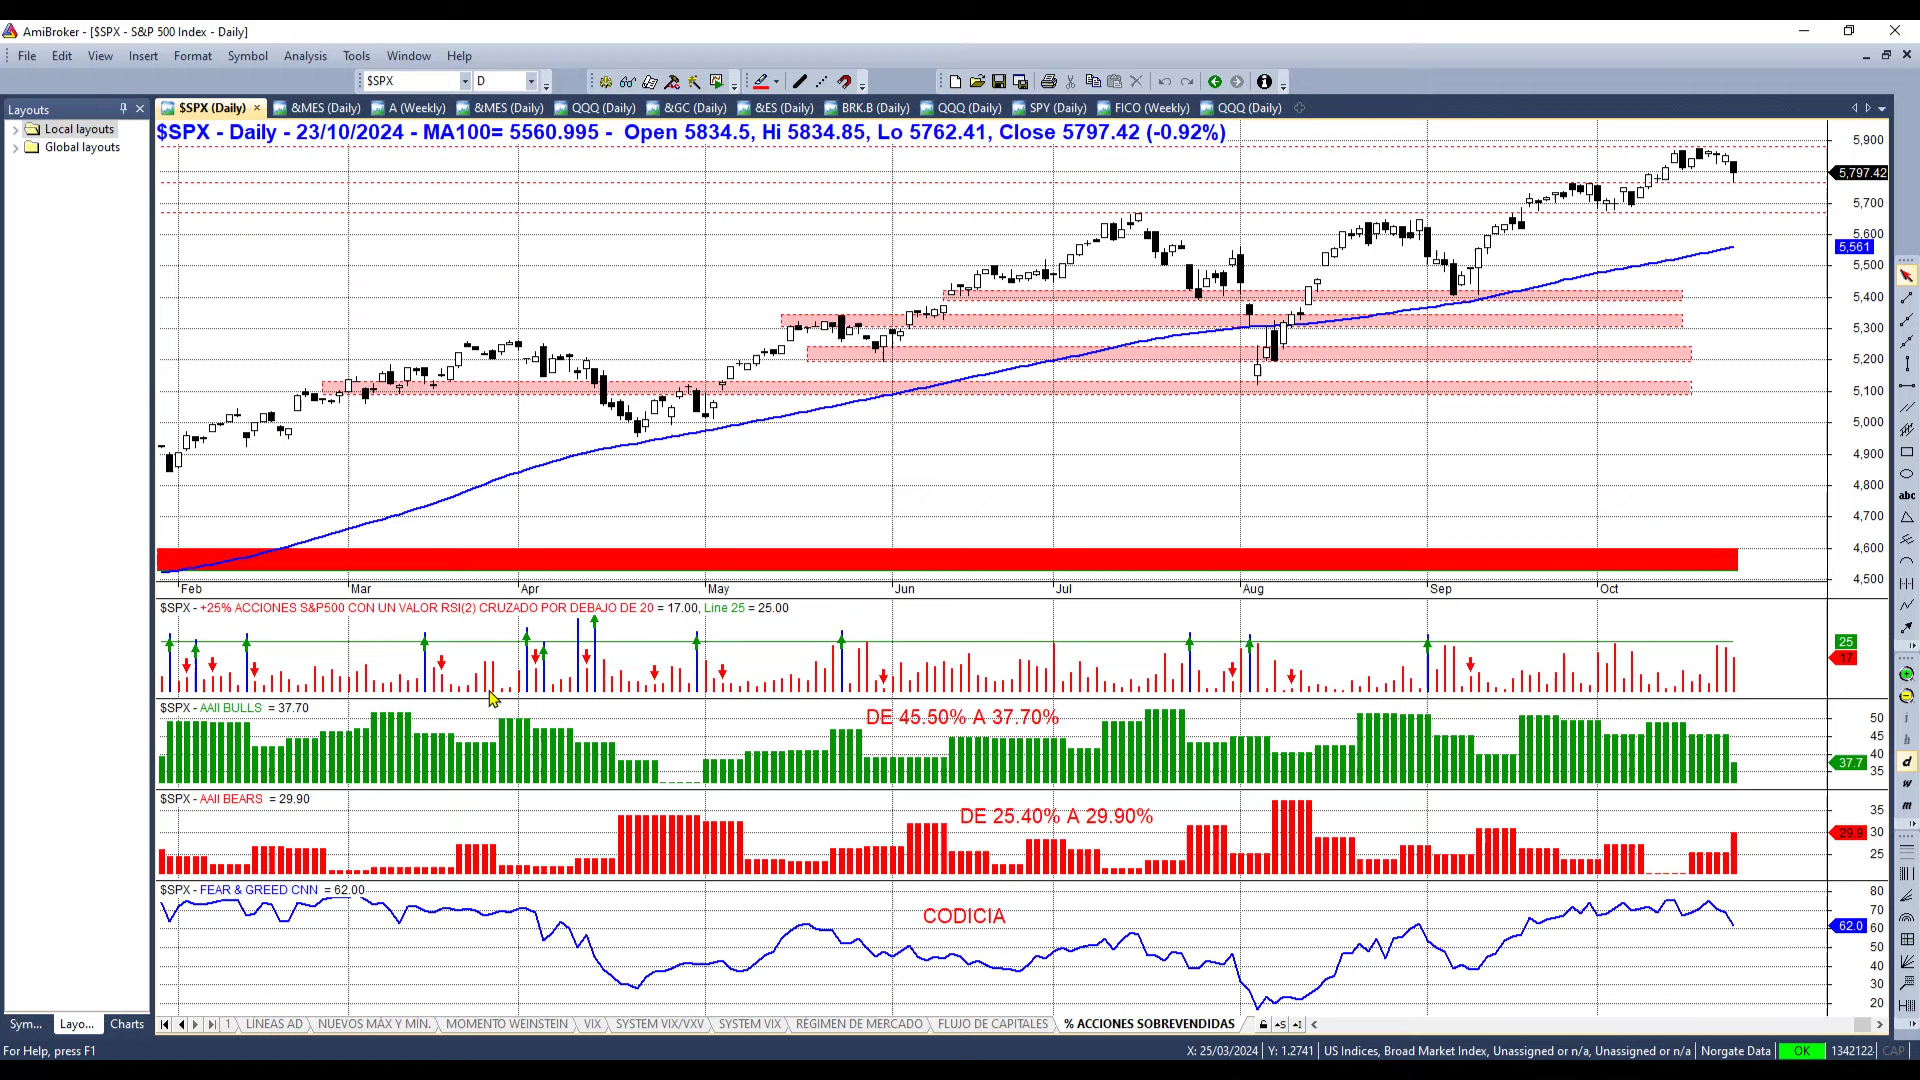 AmiBroker - [$SPX - S&P 500 Index - Daily]
File Edit View Insert Format Symbol Analysis Tools Window Help
$SPX D
Layouts
Local layouts
Global layouts
$SPX (Daily) &MES (Daily) A (Weekly) &MES (Daily) QQQ (Daily) &GC (Daily) &ES (Daily) BRK.B (Daily) QQQ (Daily) SPY (Daily) FICO (Weekly) QQQ (Daily)
$SPX - Daily - 23/10/2024 - MA100= 5560.995 - Open 5834.5, Hi 5834.85, Lo 5762.41, Close 5797.42 (-0.92%)
5,900
5,797.42
5,700
5,600
5,561
5,500
5,400
5,300
5,200
5,100
5,000
4,900
4,800
4,700
4,600
4,500
Feb Mar Apr May Jun Jul Aug Sep Oct
$SPX - +25% ACCIONES S&P500 CON UN VALOR RSI(2) CRUZADO POR DEBAJO DE 20 = 17.00, Line 25 = 25.00
25
17
$SPX - AAII BULLS = 37.70
DE 45.50% A 37.70%
50
45
40
37.7
35
$SPX - AAII BEARS = 29.90
DE 25.40% A 29.90%
35
30
29.9
25
$SPX - FEAR & GREED CNN = 62.00
CODICIA
80
70
62.0
60
50
40
30
20
abc
i
h
d
w
m
Sym... Layo... Charts
1 LÍNEAS AD NUEVOS MÁX Y MIN. MOMENTO WEINSTEIN VIX SYSTEM VIX/VXV SYSTEM VIX RÉGIMEN DE MERCADO FLUJO DE CAPITALES % ACCIONES SOBREVENDIDAS
For Help, press F1
X: 25/03/2024 Y: 1.2741 US Indices, Broad Market Index, Unassigned or n/a, Unassigned or n/a Norgate Data OK 1342122 CAP